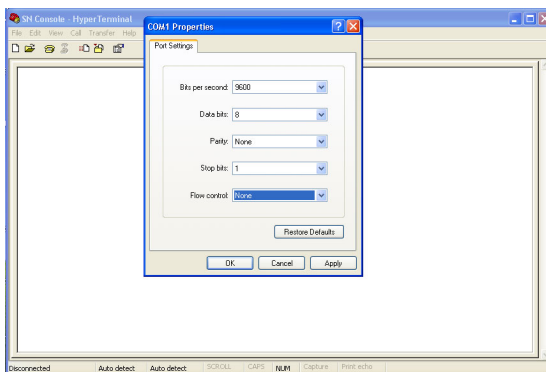 SN Console - HyperTerminal
File Edit View Call Transfer Help
COM1 Properties
Port Settings
Bits per second: 9600
Data bits: 8
Parity: None
Stop bits: 1
Flow control: None
Restore Defaults
OK Cancel Apply
Disconnected Auto detect Auto detect SCROLL CAPS NUM Capture Print echo